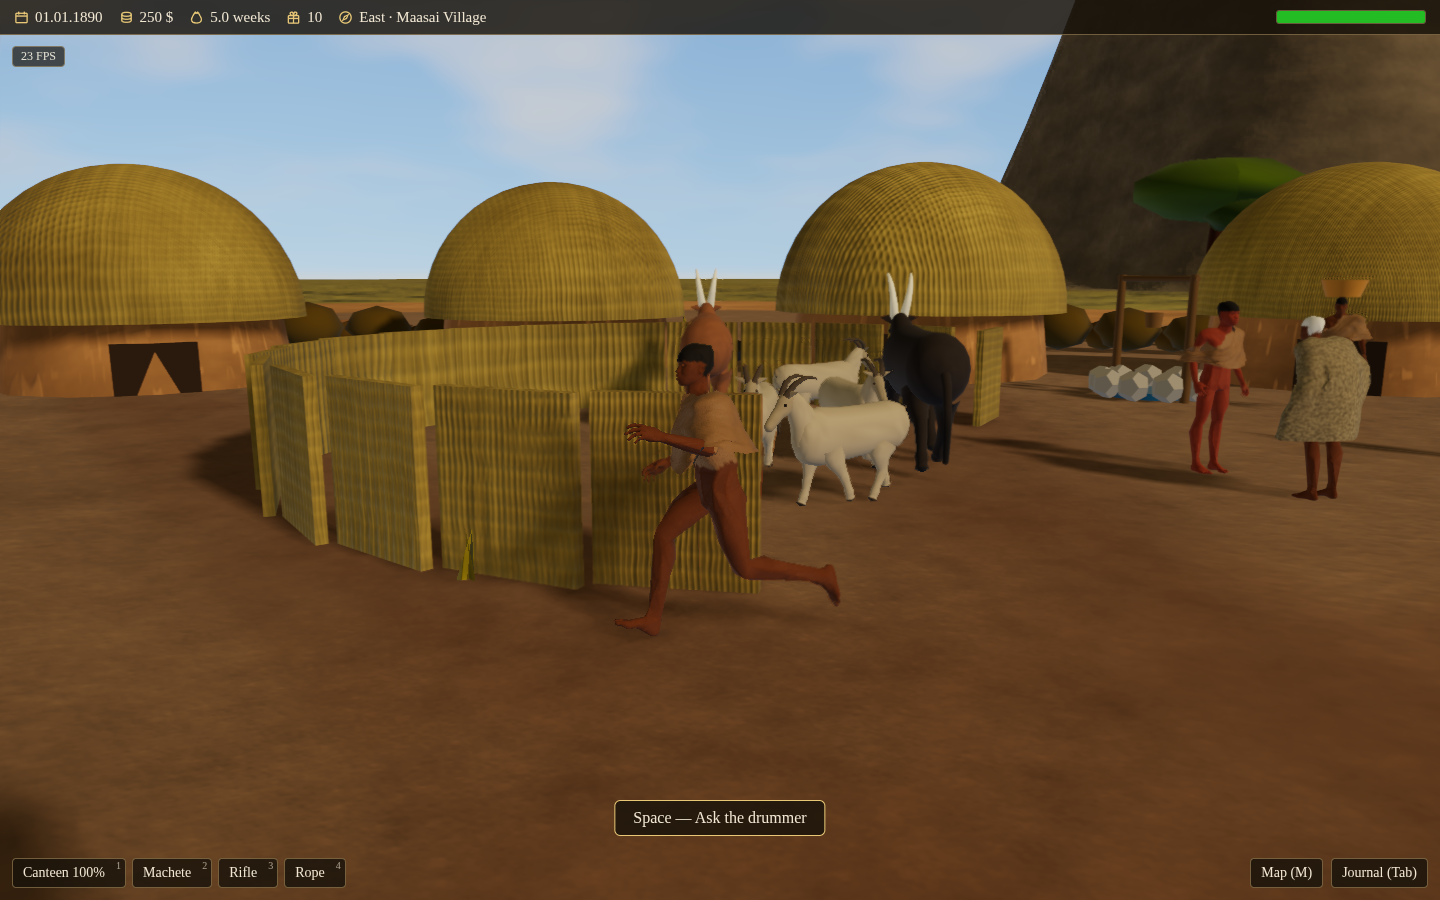 01.01.1890 250 $ 5.0 weeks 10 East · Maasai Village
23 FPS
Space — Ask the drummer
Canteen 100% 1 Machete 2 Rifle 3 Rope 4 Map (M) Journal (Tab)